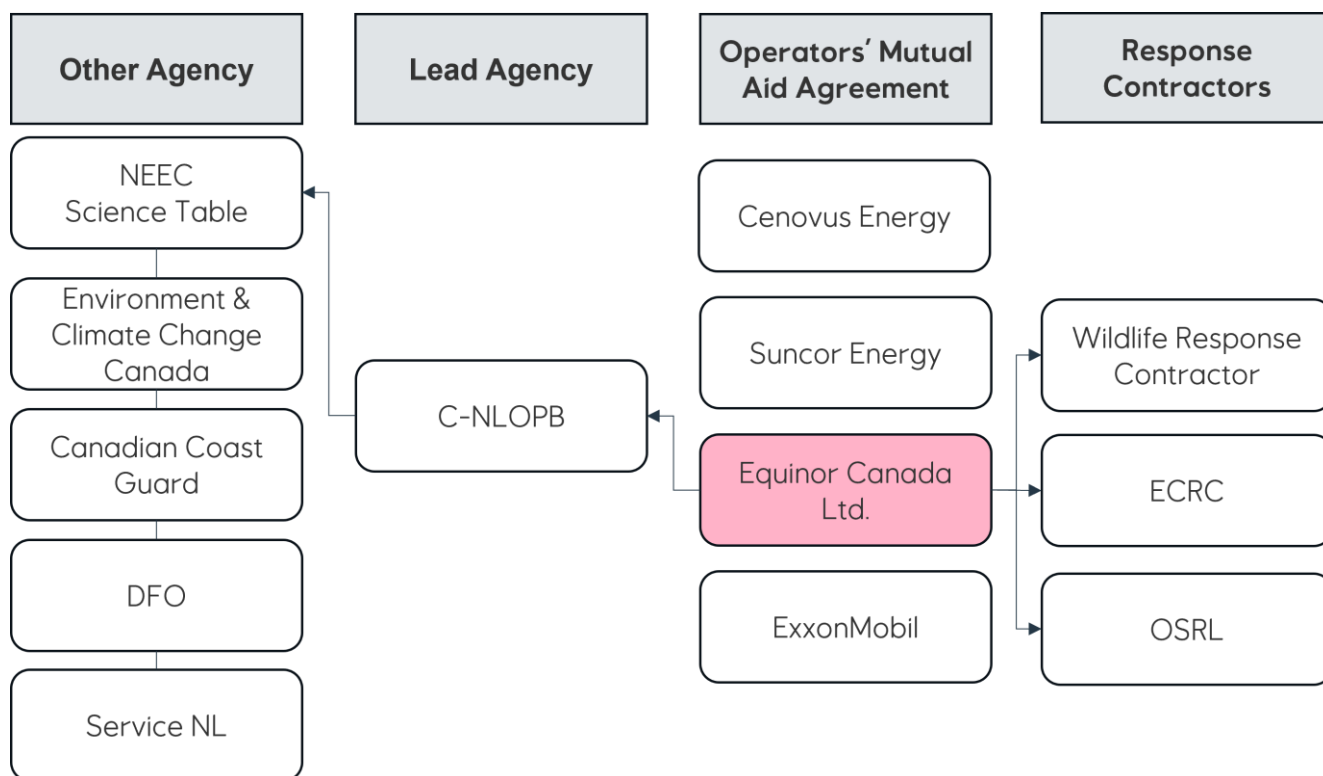 Other Agency
Lead Agency
Operators' Mutual
Aid Agreement
Response
Contractors
NEEC
Science Table
Environment &
Climate Change
Canada
Canadian Coast
Guard
DFO
Service NL
C-NLOPB
Cenovus Energy
Suncor Energy
Equinor Canada
Ltd.
ExxonMobil
Wildlife Response
Contractor
ECRC
OSRL